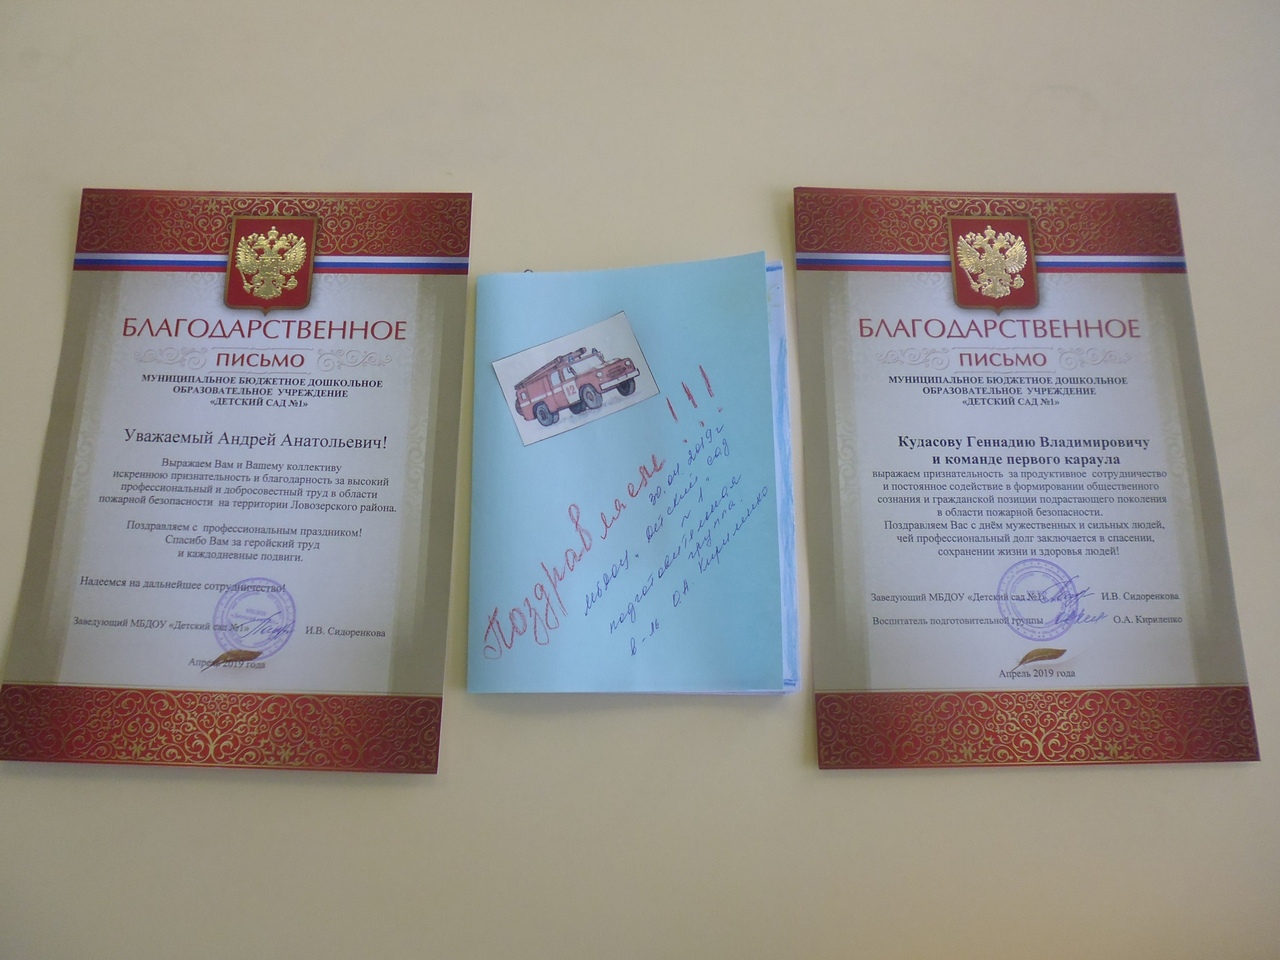 БЛАГОДАРСТВЕННОЕ
ПИСЬМО
МУНИЦИПАЛЬНОЕ БЮДЖЕТНОЕ ДОШКОЛЬНОЕ
ОБРАЗОВАТЕЛЬНОЕ УЧРЕЖДЕНИЕ
«ДЕТСКИЙ САД №1»
Уважаемый Андрей Анатольевич!
Выражаем Вам и Вашему коллективу
искреннюю признательность и благодарность за высокий
профессиональный и добросовестный труд в области
пожарной безопасности на территории Ловозерского района.
Поздравляем с профессиональным праздником!
Спасибо Вам за геройский труд
и каждодневные подвиги.
Надеемся на дальнейшее сотрудничество!
Заведующий МБДОУ «Детский сад №1» И.В. Сидоренкова
Апрель 2019 года
12
Поздравляем!!!
30.04.2019г
МБДОУ "Детский сад
№1"
подготовительная
группа.
в-ль О.А. Кириленко
БЛАГОДАРСТВЕННОЕ
ПИСЬМО
МУНИЦИПАЛЬНОЕ БЮДЖЕТНОЕ ДОШКОЛЬНОЕ
ОБРАЗОВАТЕЛЬНОЕ УЧРЕЖДЕНИЕ
«ДЕТСКИЙ САД №1»
Кудасову Геннадию Владимировичу
и команде первого караула
выражаем признательность за продуктивное сотрудничество
и постоянное содействие в формировании общественного
сознания и гражданской позиции подрастающего поколения
в области пожарной безопасности.
Поздравляем Вас с днём мужественных и сильных людей,
чей профессиональный долг заключается в спасении,
сохранении жизни и здоровья людей!
Заведующий МБДОУ «Детский сад №1» И.В. Сидоренкова
Воспитатель подготовительной группы О.А. Кириленко
Апрель 2019 года